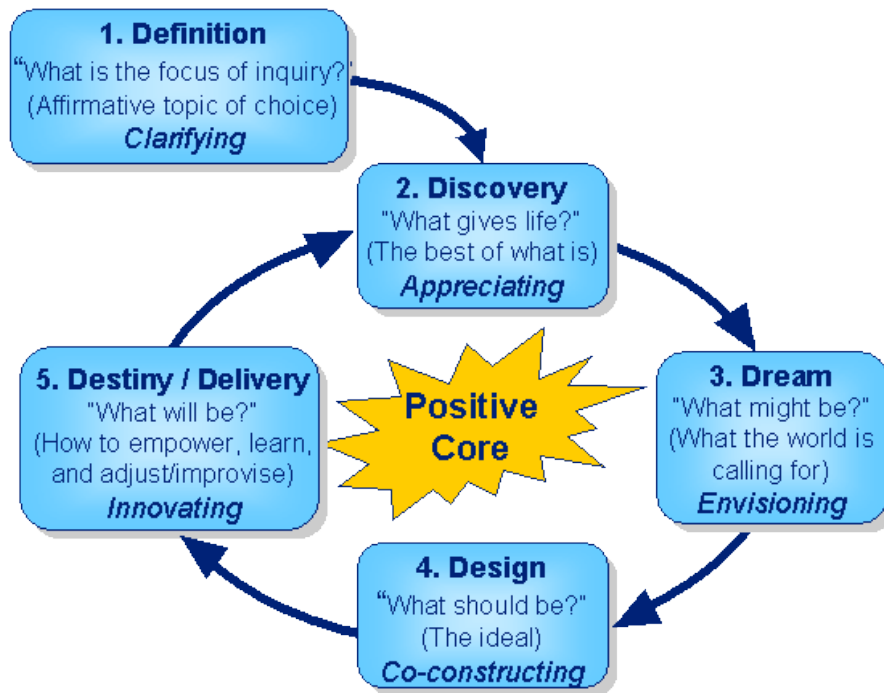 1. Definition
“What is the focus of inquiry?’
(Affirmative topic of choice)
Clarifying
2. Discovery
"What gives life?"
(The best of what is)
Appreciating
3. Dream
"What might be?"
(What the world is
calling for)
Envisioning
4. Design
“What should be?"
(The ideal)
Co-constructing
5. Destiny / Delivery
"What will be?"
(How to empower, learn,
and adjust/improvise)
Innovating
Positive
Core